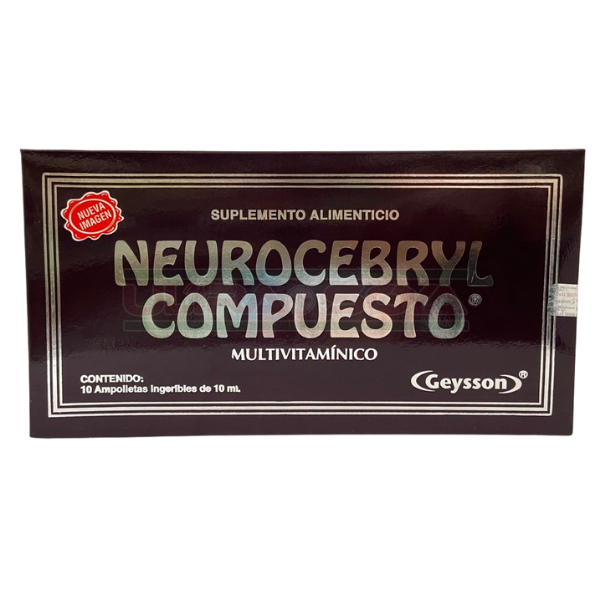 NUEVA
IMAGEN
SUPLEMENTO ALIMENTICIO
NEUROCEBRYL
COMPUESTO®
MULTIVITAMÍNICO
CONTENIDO:
10 Ampolletas ingeribles de 10 ml.
Geysson®